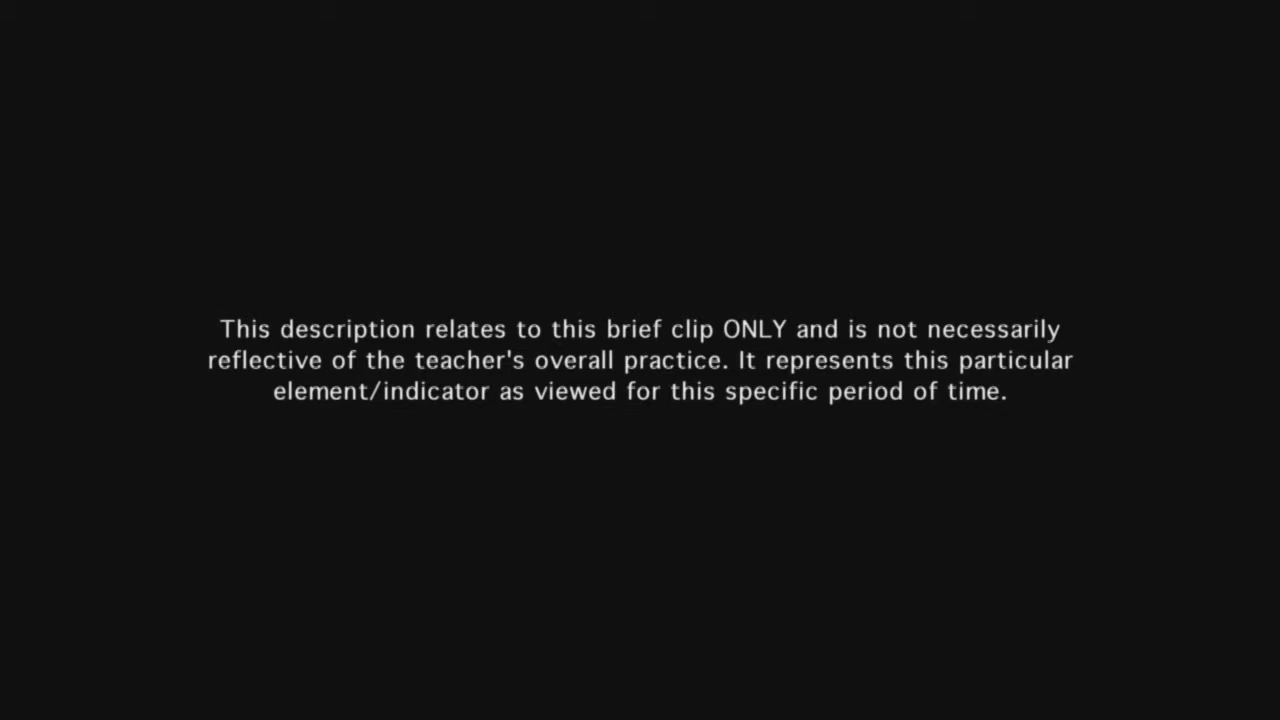 This description relates to this brief clip ONLY and is not necessarily
reflective of the teacher's overall practice. It represents this particular
element/indicator as viewed for this specific period of time.